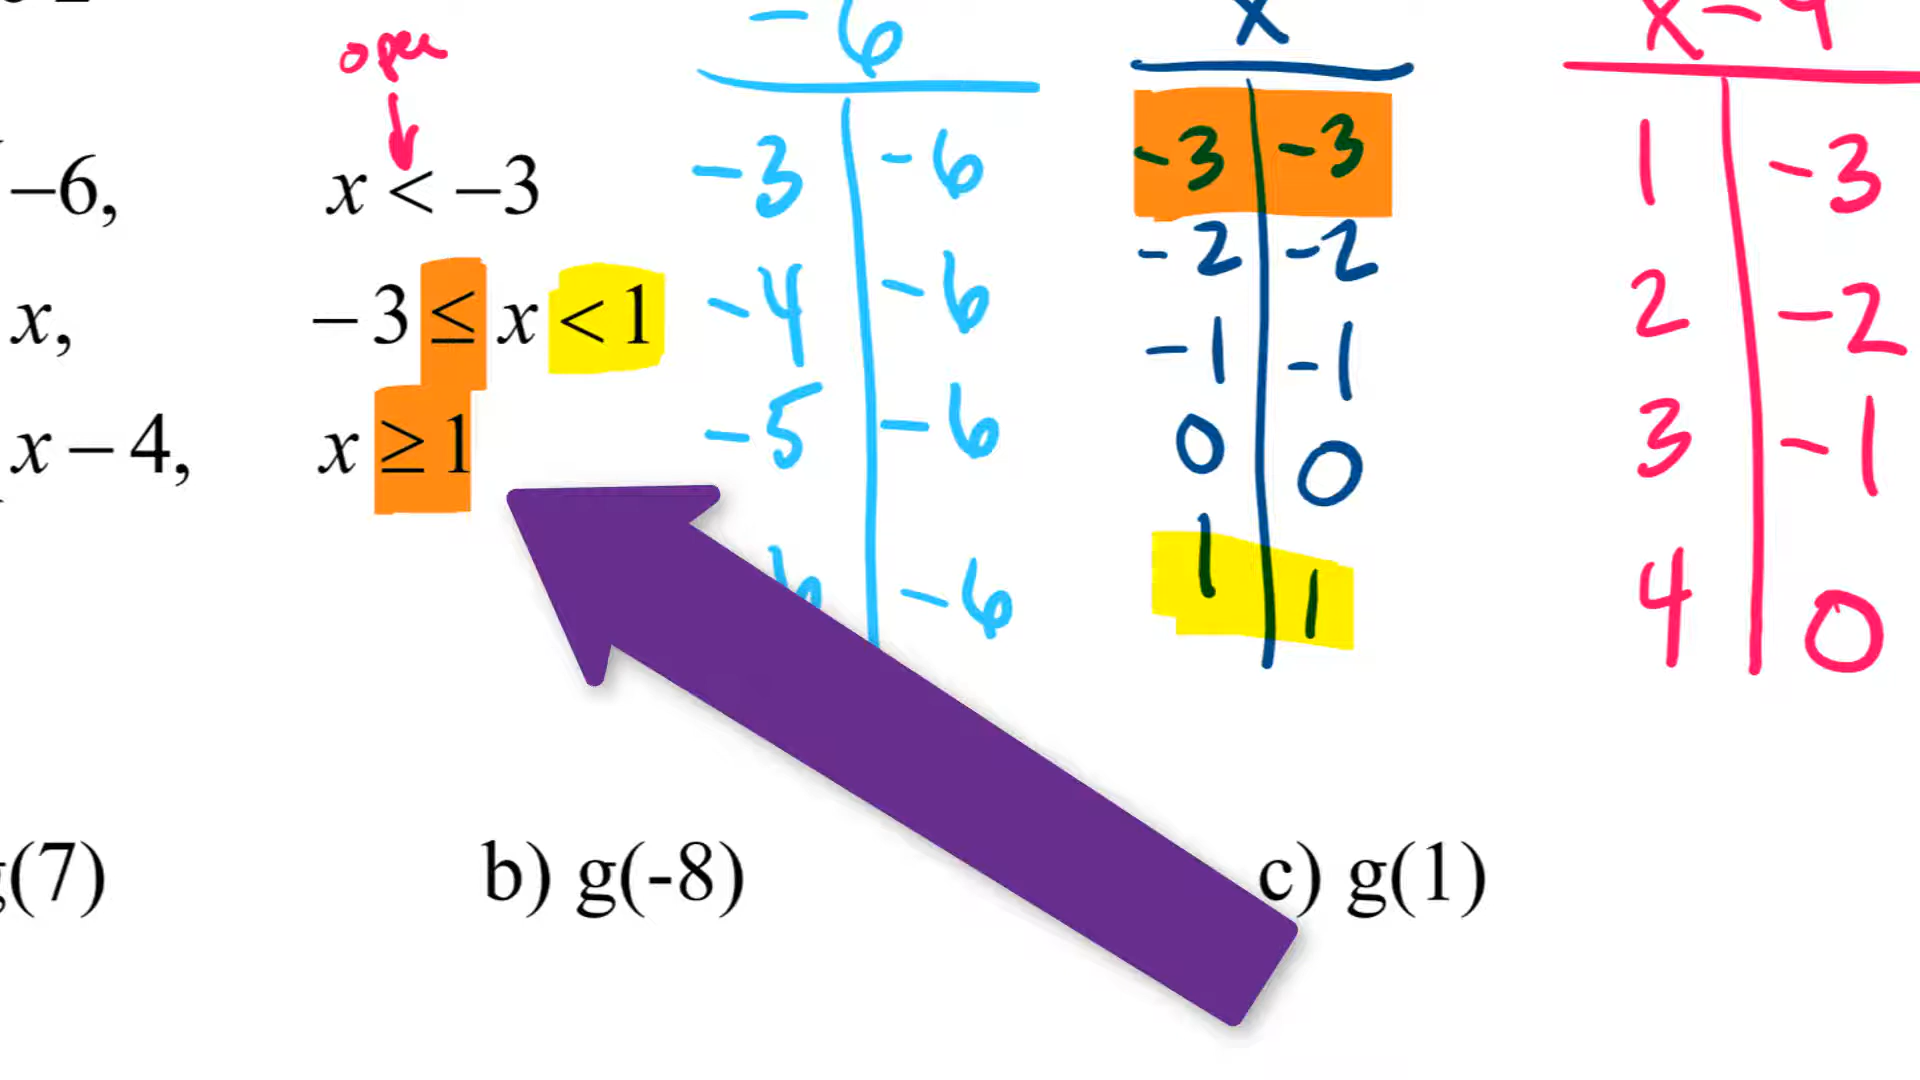 open
-6, x < -3
x, -3 ≤ x < 1
x - 4, x ≥ 1
-6
-3 -6
-4 -6
-5 -6
-6
x
-3 -3
-2 -2
-1 -1
0 0
1 1
x-4
1 -3
2 -2
3 -1
4 0
(7) b) g(-8) c) g(1)